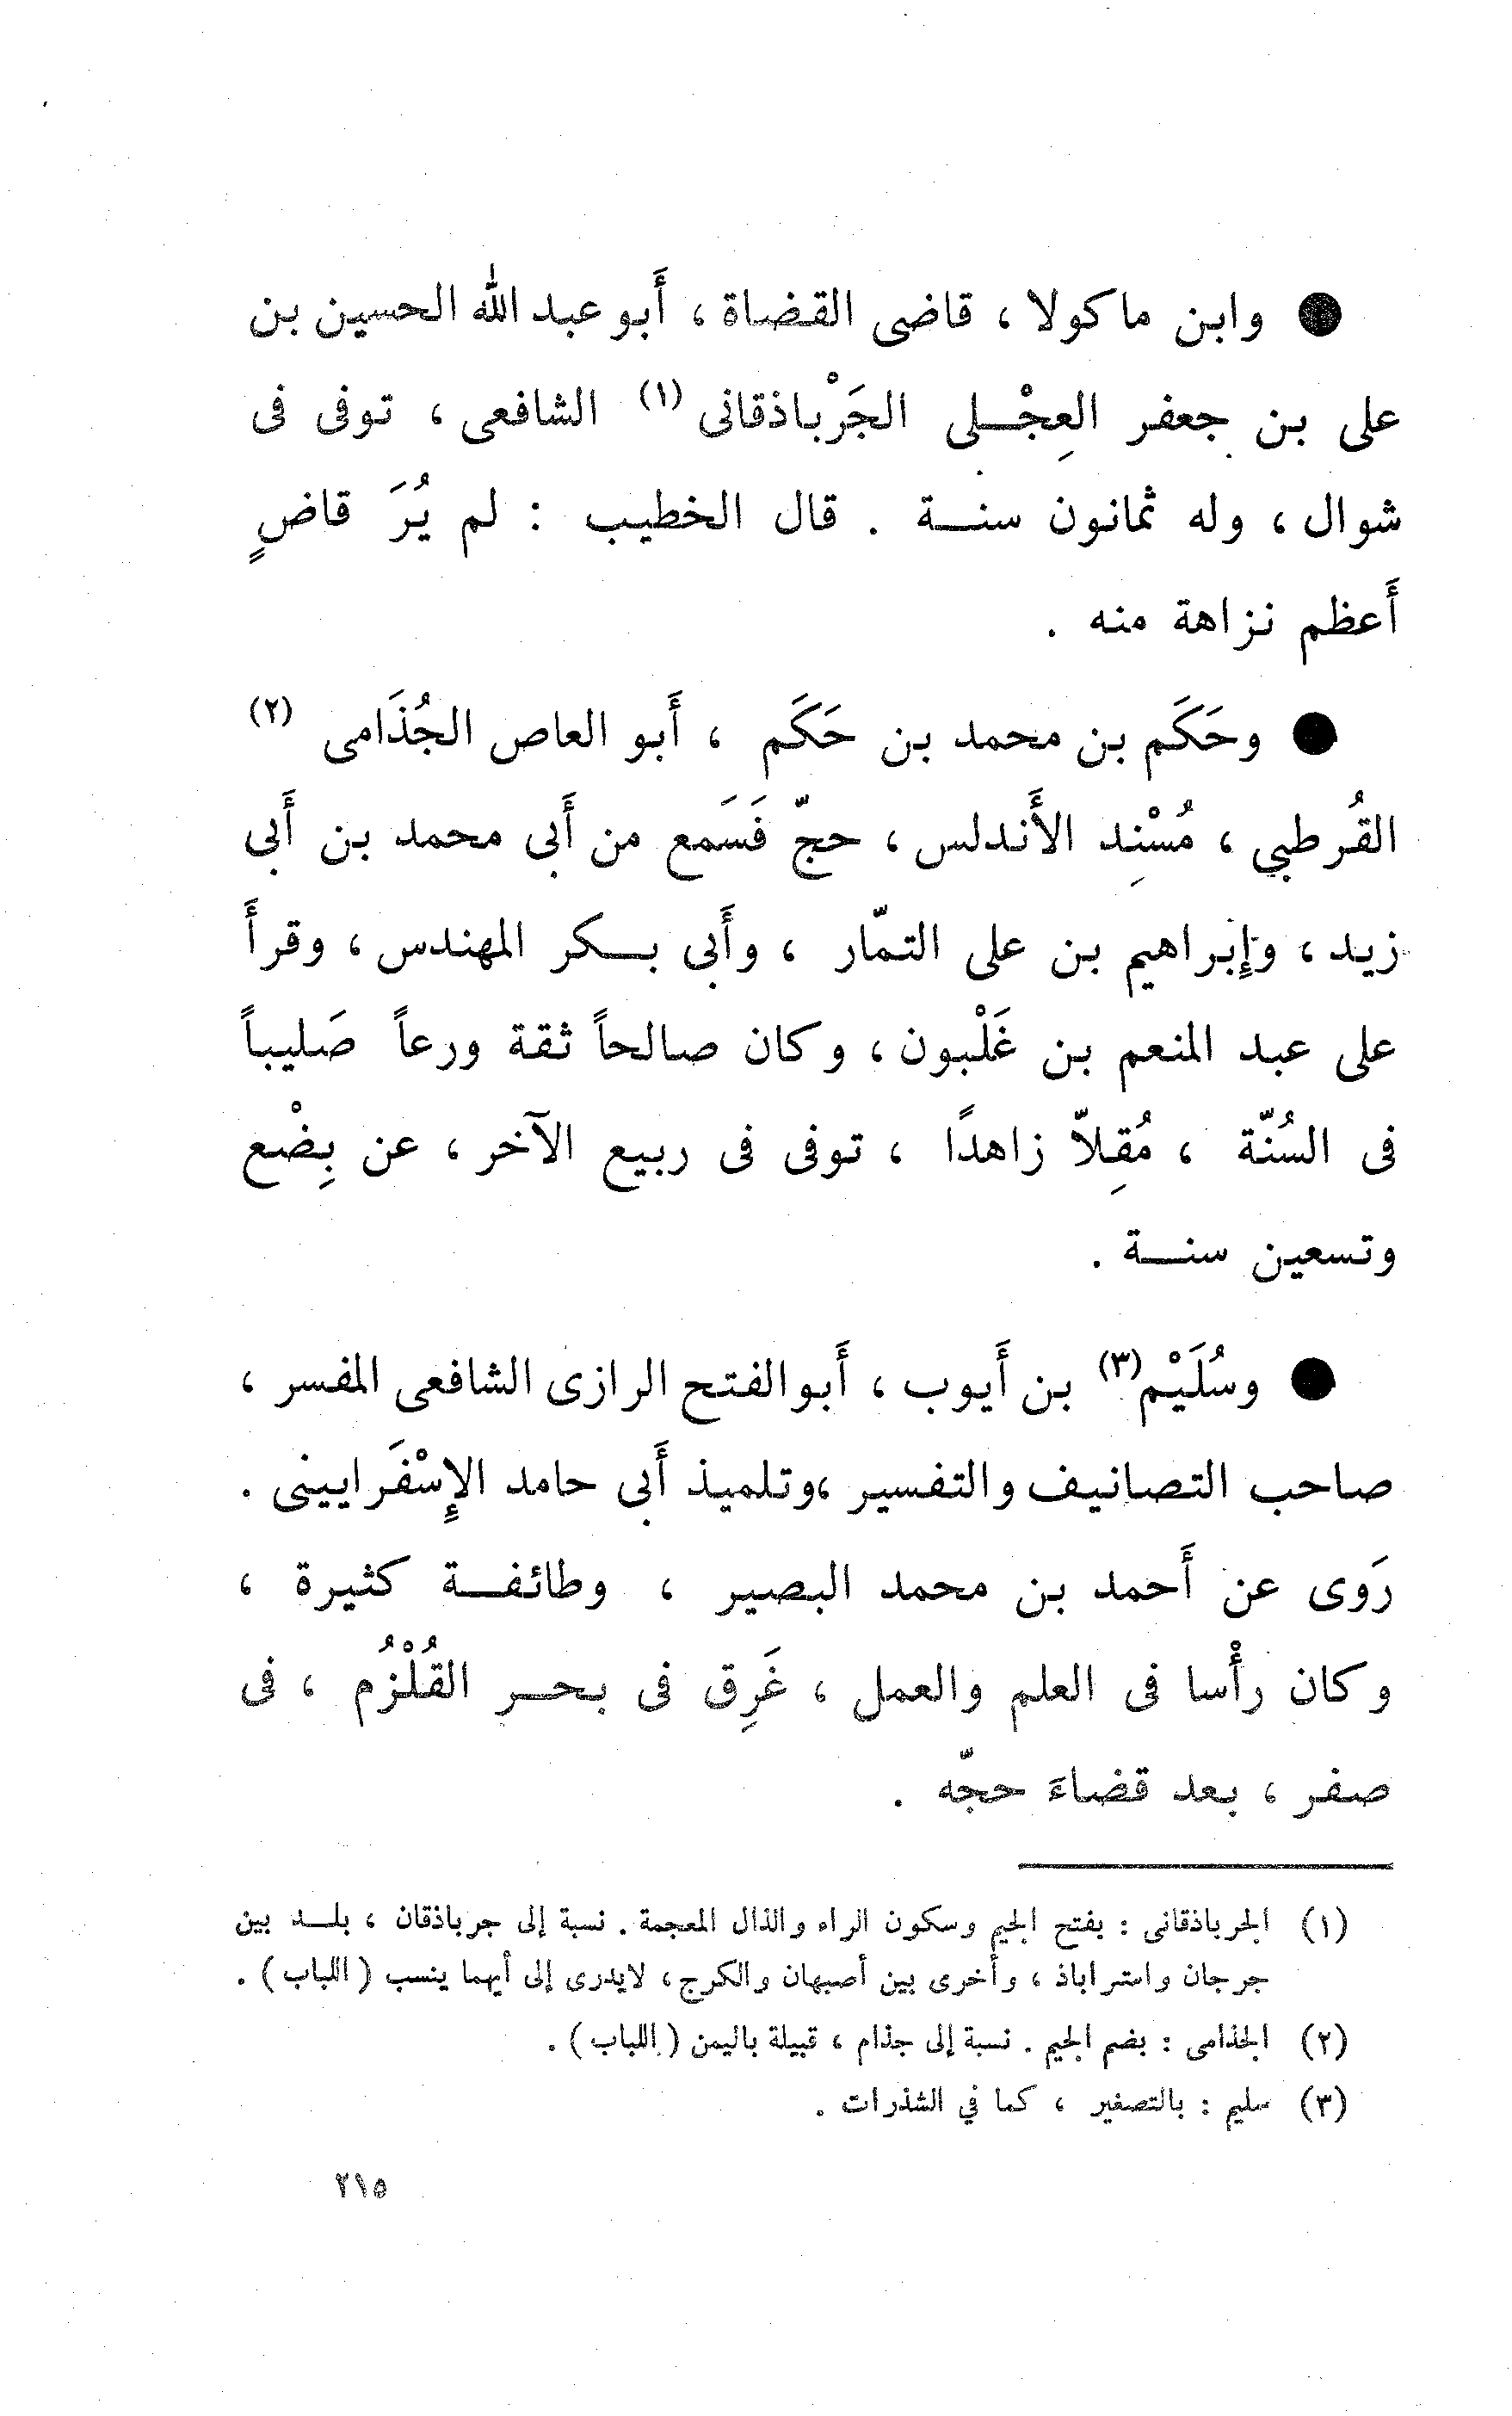 ● وابن ماكولا ، قاضى القضاة ، أَبو عبد الله الحسين بن
على بن جعفر العِجْلى الجَرْباذقانى (١) الشافعى ، توفى فى
شوال ، وله ثمانون سنة . قال الخطيب : لم يُرَ قاضٍ
أَعظم نزاهة منه .
● وحَكَم بن محمد بن حَكَم ، أَبو العاص الجُذَامى (٢)
القُرطبي ، مُسْنِد الأَندلس ، حجّ فَسَمع من أَبى محمد بن أَبى
زيد ، وإِبراهيم بن على التمّار ، وأَبى بكر المهندس ، وقرأَ
على عبد المنعم بن غَلْبون ، وكان صالحاً ثقة ورعاً صَليباً
فى السُنّة ، مُقِلاّ زاهدًا ، توفى فى ربيع الآخر ، عن بِضْع
وتسعين سنة .
● وسُلَيْم (٣) بن أَيوب ، أَبو الفتح الرازى الشافعى المفسر ،
صاحب التصانيف والتفسير ، وتلميذ أَبى حامد الإِسْفَرايينى .
رَوى عن أَحمد بن محمد البصير ، وطائفة كثيرة ،
وكان رأْسا فى العلم والعمل ، غَرِق فى بحر القُلْزُم ، فى
صفر ، بعد قضاءَ حجّه .
(١) الجرباذقانى : بفتح الجيم وسكون الراء والذال المعجمة . نسبة إلى جرباذقان ، بلد بين
جرجان واستراباذ ، وأخرى بين أصبهان والكرج ، لايدرى إلى أيهما ينسب ( اللباب ) .
(٢) الجذامى : بضم الجيم . نسبة إلى جذام ، قبيلة باليمن ( اللباب ) .
(٣) سليم : بالتصغير ، كما في الشذرات .
٢١٥